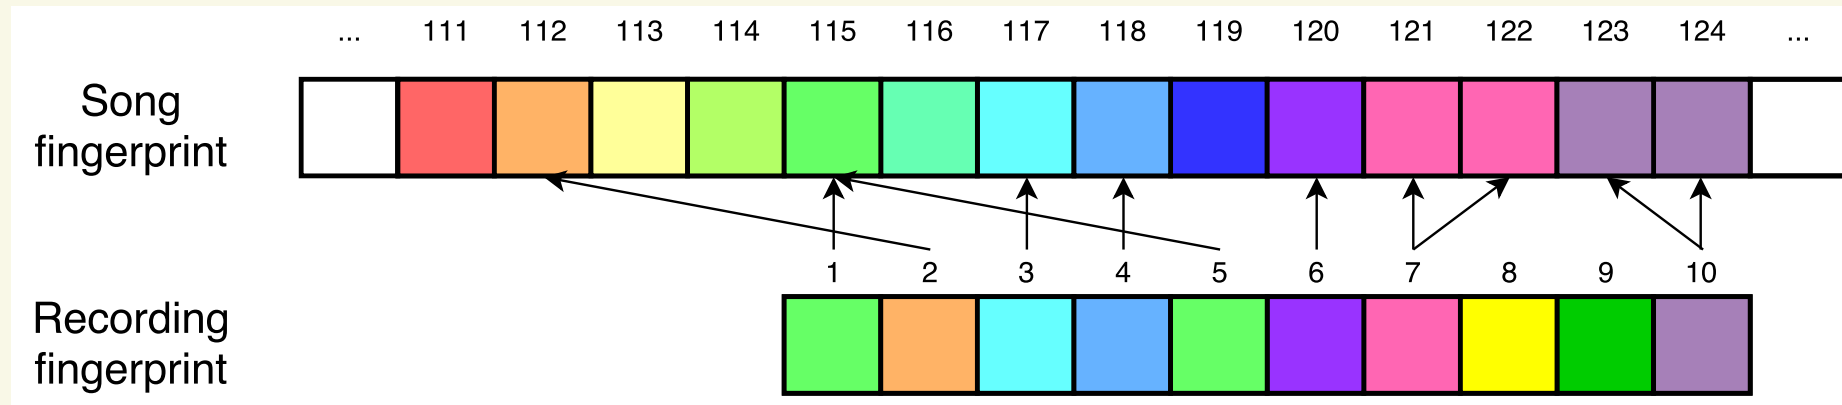 ... 111 112 113 114 115 116 117 118 119 120 121 122 123 124 ...
Song
fingerprint
1 2 3 4 5 6 7 8 9 10
Recording
fingerprint